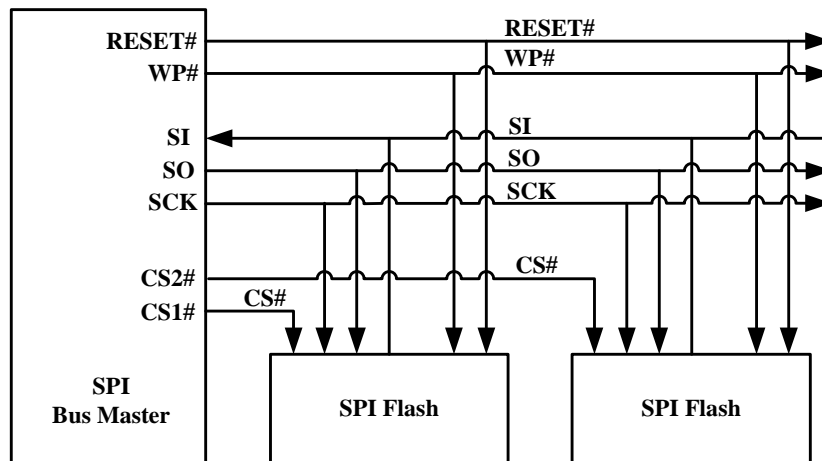 RESET#
RESET#
WP#
WP#
SI
SI
SO
SO
SCK
SCK
CS2#
CS#
CS1#
CS#
SPI
Bus Master
SPI Flash
SPI Flash